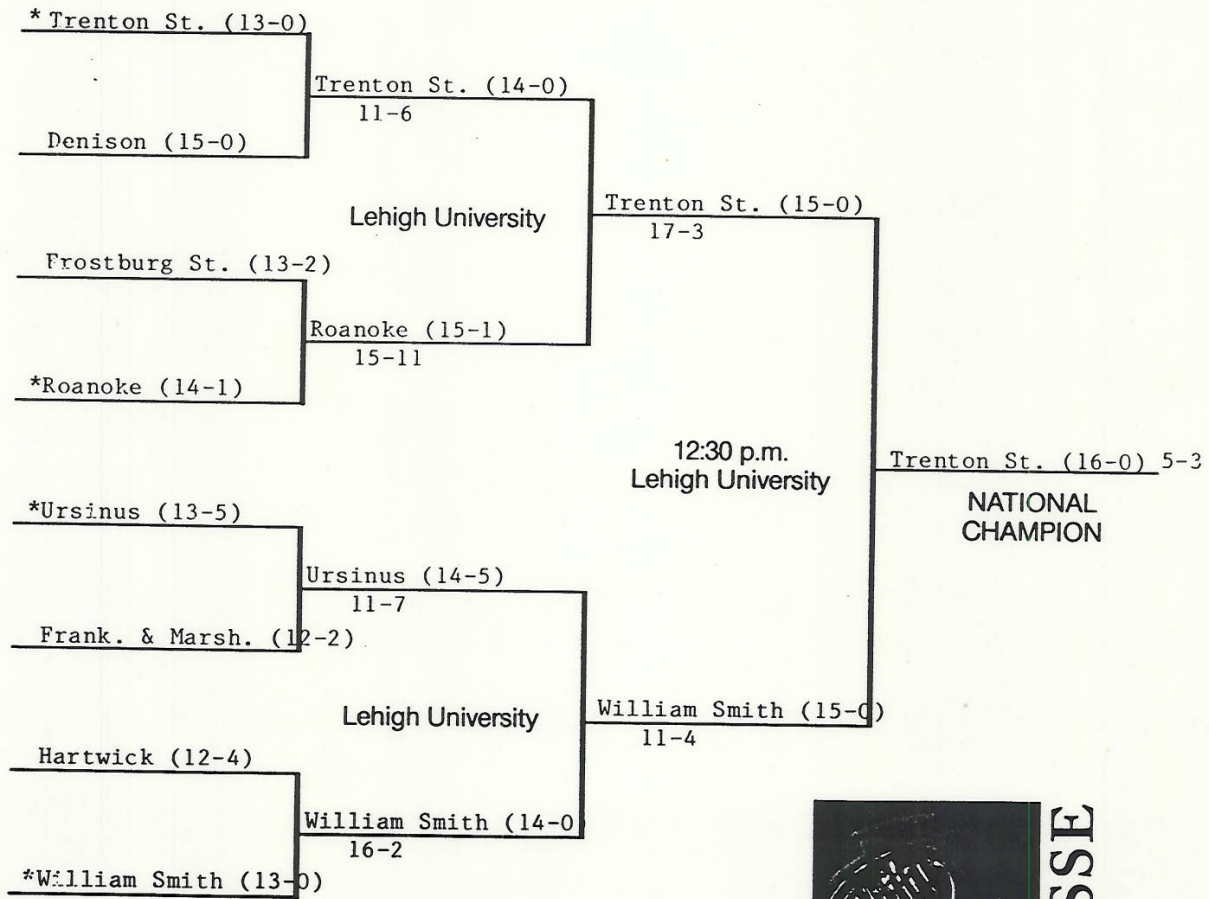 * Trenton St. (13-0)
Trenton St. (14-0)
11-6
Denison (15-0)
Lehigh University
Trenton St. (15-0)
17-3
Frostburg St. (13-2)
Roanoke (15-1)
15-11
*Roanoke (14-1)
12:30 p.m.
Lehigh University
Trenton St. (16-0) 5-3
NATIONAL
CHAMPION
*Ursinus (13-5)
Ursinus (14-5)
11-7
Frank. & Marsh. (12-2)
Lehigh University
William Smith (15-0)
11-4
Hartwick (12-4)
William Smith (14-0
16-2
*William Smith (13-0)